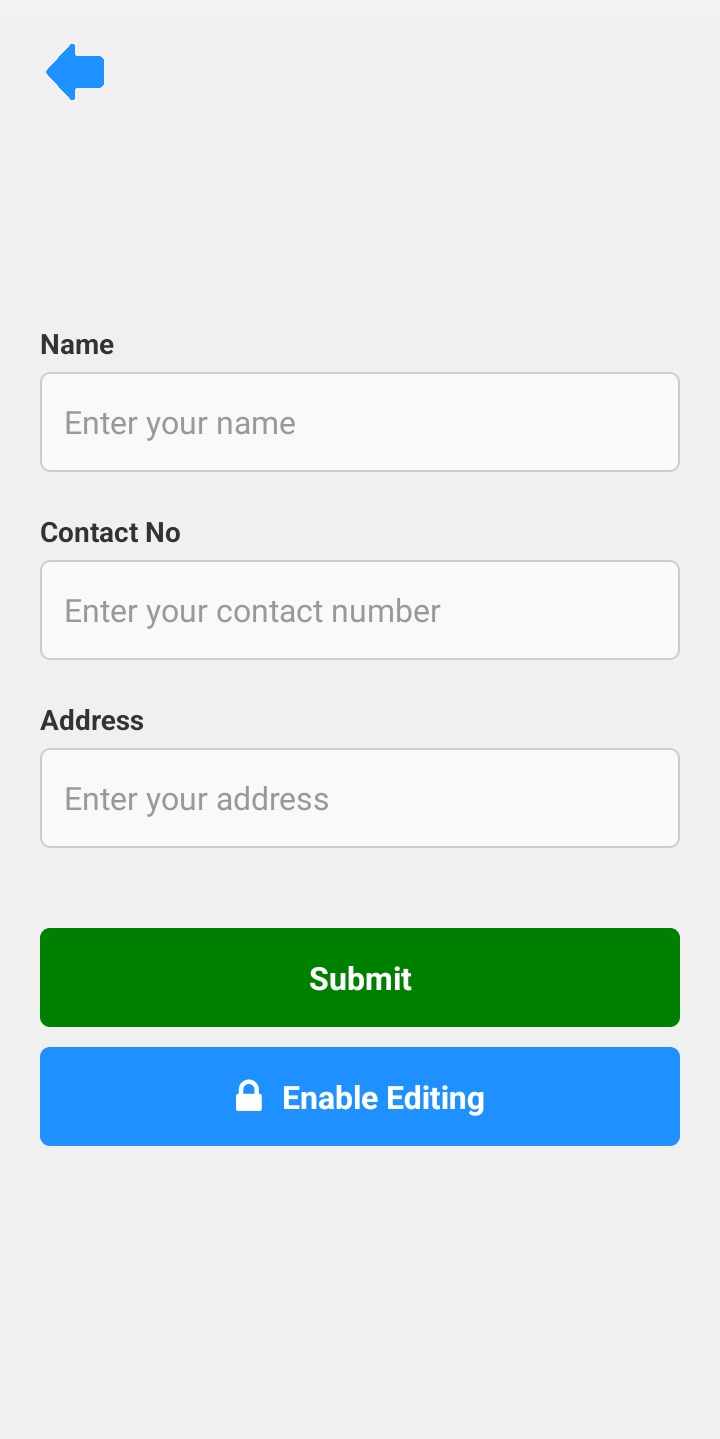 Name
Enter your name
Contact No
Enter your contact number
Address
Enter your address
Submit
Enable Editing